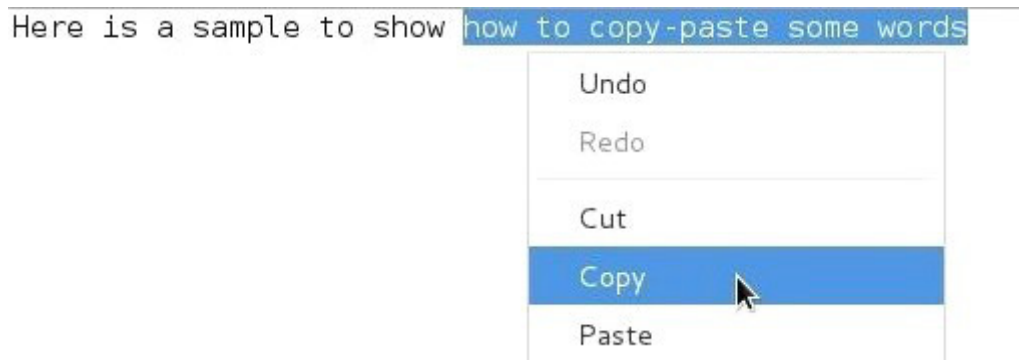 Here is a sample to show how to copy-paste some words
Undo
Redo
Cut
Copy
Paste